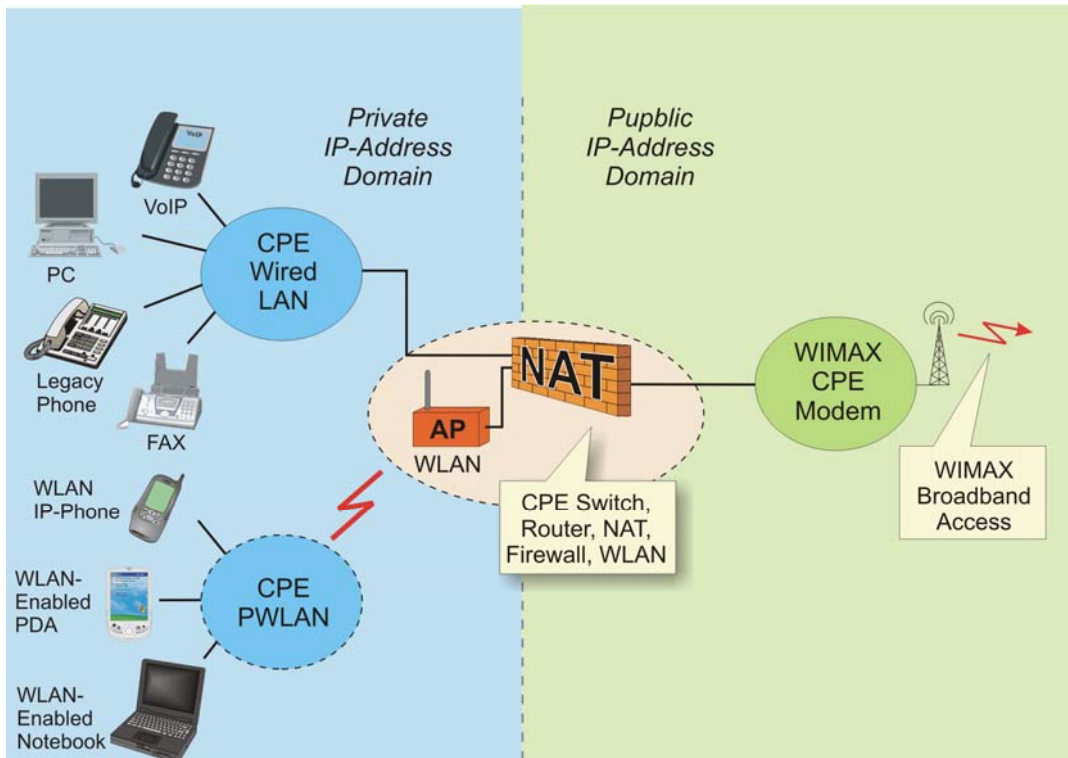 Private
IP-Address
Domain
Pupblic
IP-Address
Domain
VoIP
VoIP
PC
Legacy
Phone
FAX
CPE
Wired
LAN
NAT
AP
WLAN
WIMAX
CPE
Modem
CPE Switch,
Router, NAT,
Firewall, WLAN
WIMAX
Broadband
Access
WLAN
IP-Phone
WLAN-
Enabled
PDA
CPE
PWLAN
WLAN-
Enabled
Notebook